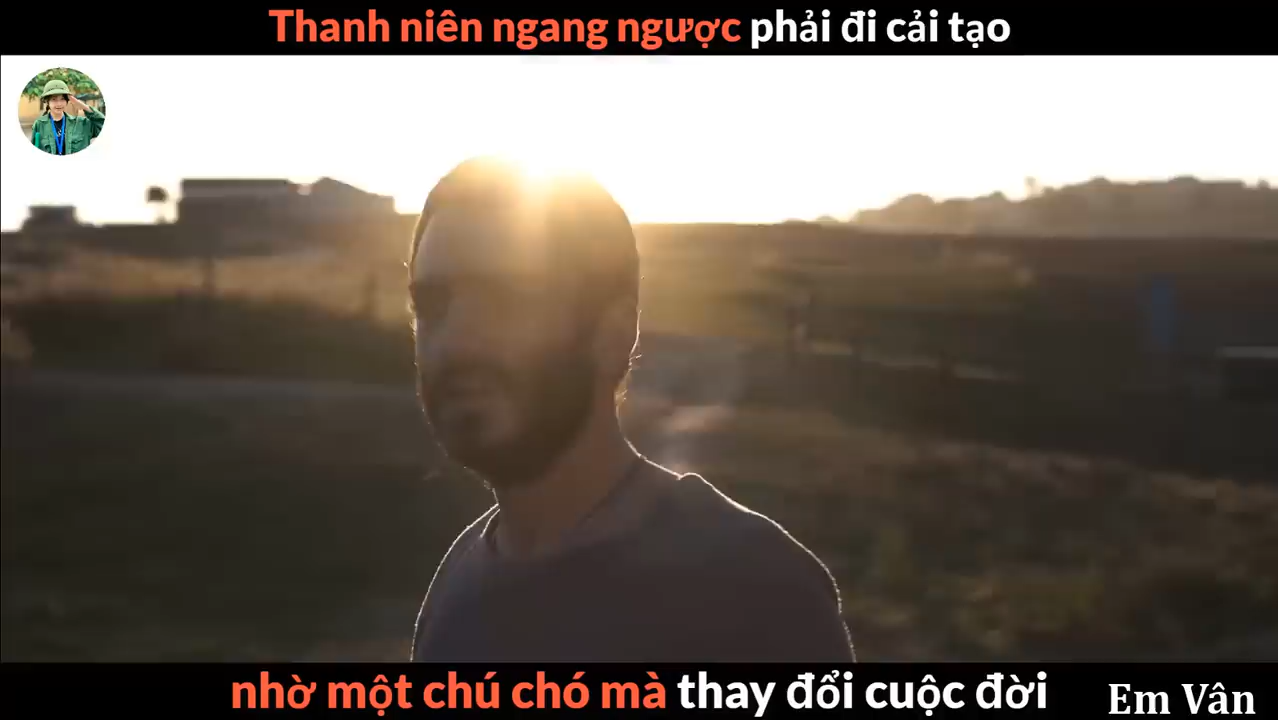 Thanh niên ngang ngược phải đi cải tạo
nhờ một chú chó mà thay đổi cuộc đời
Em Vân